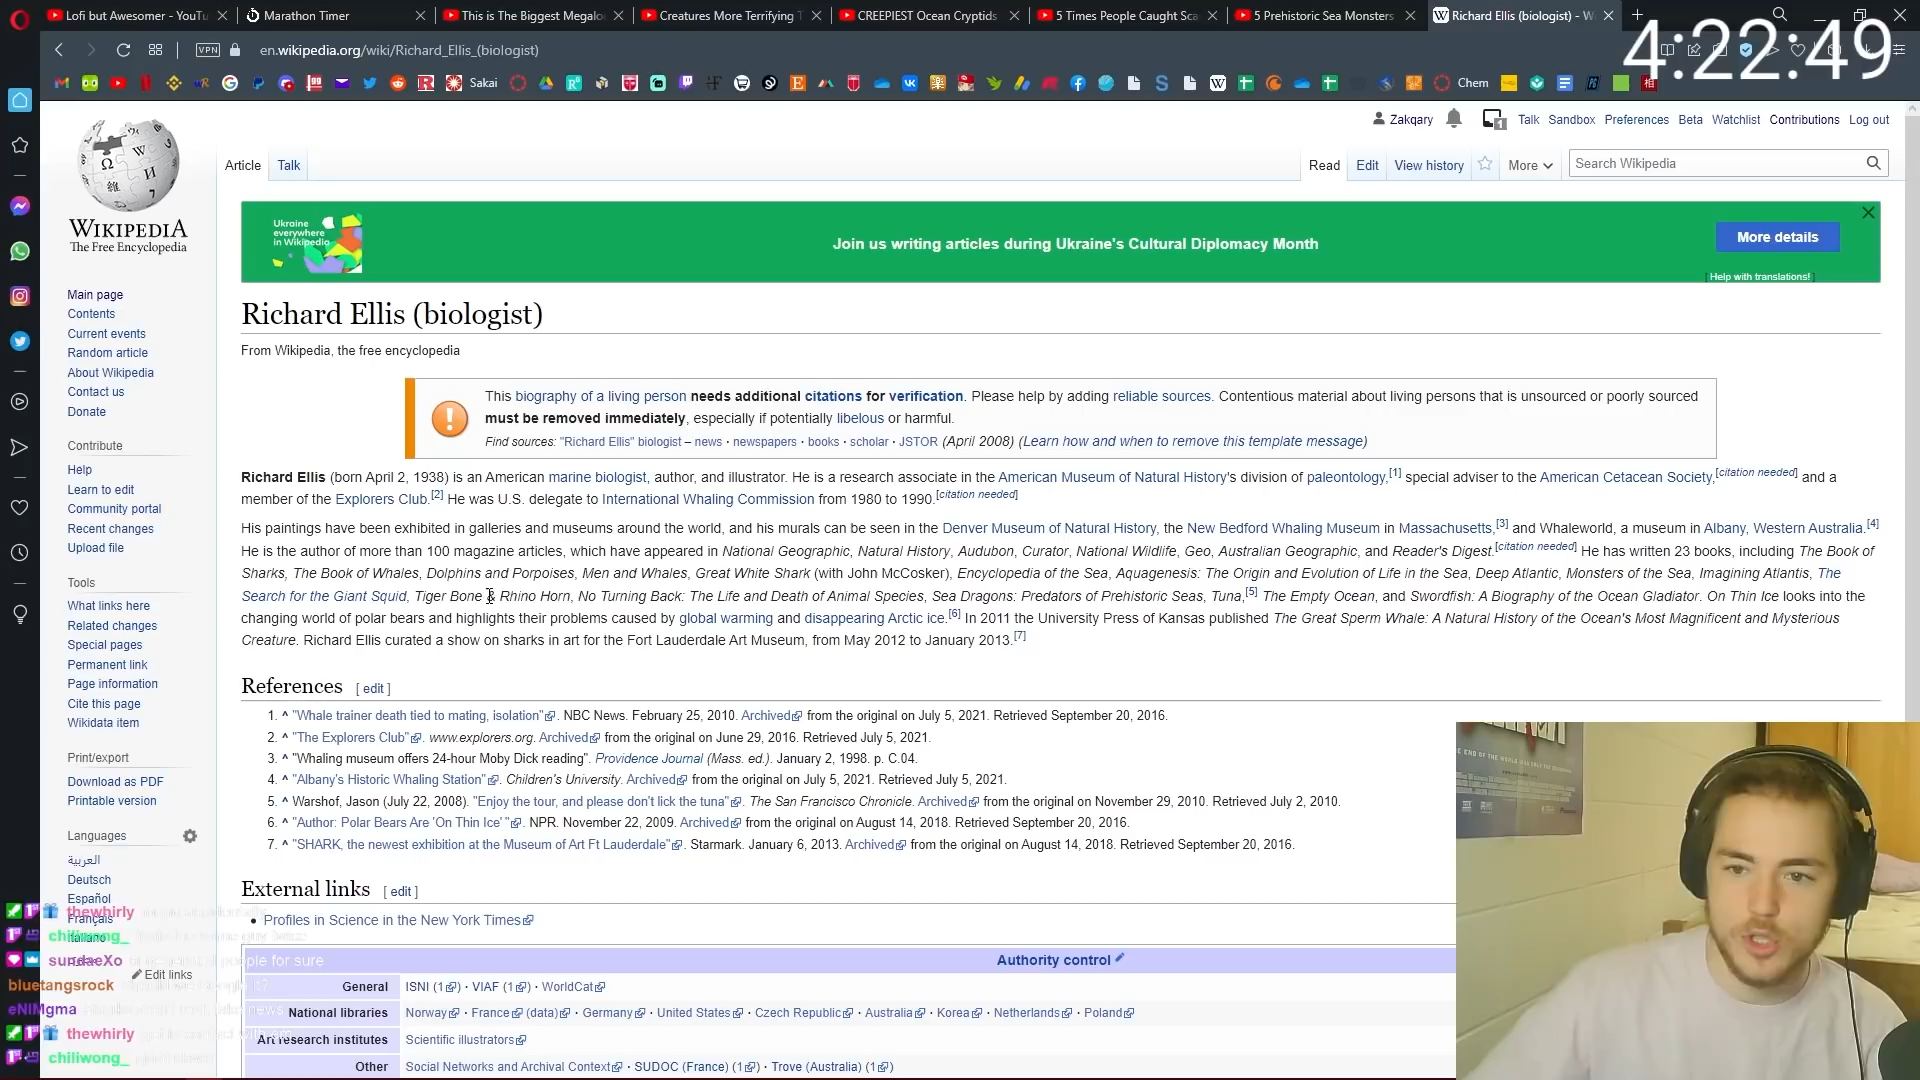 Lofi but Awesomer - YouTu
Marathon Timer
This is The Biggest Megalo
Creatures More Terrifying T
CREEPIEST Ocean Cryptids
5 Times People Caught Sca
5 Prehistoric Sea Monsters
Richard Ellis (biologist) - W
4:22:49
VPN
en.wikipedia.org/wiki/Richard_Ellis_(biologist)
Sakai
Chem
Zakqary
1
Talk
Sandbox
Preferences
Beta
Watchlist
Contributions
Log out
Article
Talk
Read
Edit
View history
More
Search Wikipedia
WIKIPEDIA
The Free Encyclopedia
Ukraine
everywhere
in Wikipedia
Join us writing articles during Ukraine's Cultural Diplomacy Month
More details
[ Help with translations! ]
Main page
Contents
Current events
Random article
About Wikipedia
Contact us
Donate
Contribute
Help
Learn to edit
Community portal
Recent changes
Upload file
Tools
What links here
Related changes
Special pages
Permanent link
Page information
Cite this page
Wikidata item
Print/export
Download as PDF
Printable version
Languages
العربية
Deutsch
Español
Français
Italiano
Edit links
Richard Ellis (biologist)
From Wikipedia, the free encyclopedia
This biography of a living person needs additional citations for verification. Please help by adding reliable sources. Contentious material about living persons that is unsourced or poorly sourced
must be removed immediately, especially if potentially libelous or harmful.
Find sources: "Richard Ellis" biologist – news · newspapers · books · scholar · JSTOR (April 2008) (Learn how and when to remove this template message)
Richard Ellis (born April 2, 1938) is an American marine biologist, author, and illustrator. He is a research associate in the American Museum of Natural History's division of paleontology,[1] special adviser to the American Cetacean Society,[citation needed] and a
member of the Explorers Club.[2] He was U.S. delegate to International Whaling Commission from 1980 to 1990.[citation needed]
His paintings have been exhibited in galleries and museums around the world, and his murals can be seen in the Denver Museum of Natural History, the New Bedford Whaling Museum in Massachusetts,[3] and Whaleworld, a museum in Albany, Western Australia.[4]
He is the author of more than 100 magazine articles, which have appeared in National Geographic, Natural History, Audubon, Curator, National Wildlife, Geo, Australian Geographic, and Reader's Digest.[citation needed] He has written 23 books, including The Book of
Sharks, The Book of Whales, Dolphins and Porpoises, Men and Whales, Great White Shark (with John McCosker), Encyclopedia of the Sea, Aquagenesis: The Origin and Evolution of Life in the Sea, Deep Atlantic, Monsters of the Sea, Imagining Atlantis, The
Search for the Giant Squid, Tiger Bone & Rhino Horn, No Turning Back: The Life and Death of Animal Species, Sea Dragons: Predators of Prehistoric Seas, Tuna,[5] The Empty Ocean, and Swordfish: A Biography of the Ocean Gladiator. On Thin Ice looks into the
changing world of polar bears and highlights their problems caused by global warming and disappearing Arctic ice.[6] In 2011 the University Press of Kansas published The Great Sperm Whale: A Natural History of the Ocean's Most Magnificent and Mysterious
Creature. Richard Ellis curated a show on sharks in art for the Fort Lauderdale Art Museum, from May 2012 to January 2013.[7]
References [ edit ]
1. ^ "Whale trainer death tied to mating, isolation". NBC News. February 25, 2010. Archived from the original on July 5, 2021. Retrieved September 20, 2016.
2. ^ "The Explorers Club". www.explorers.org. Archived from the original on June 29, 2016. Retrieved July 5, 2021.
3. ^ "Whaling museum offers 24-hour Moby Dick reading". Providence Journal (Mass. ed.). January 2, 1998. p. C.04.
4. ^ "Albany's Historic Whaling Station". Children's University. Archived from the original on July 5, 2021. Retrieved July 5, 2021.
5. ^ Warshof, Jason (July 22, 2008). "Enjoy the tour, and please don't lick the tuna". The San Francisco Chronicle. Archived from the original on November 29, 2010. Retrieved July 2, 2010.
6. ^ "Author: Polar Bears Are 'On Thin Ice' ". NPR. November 22, 2009. Archived from the original on August 14, 2018. Retrieved September 20, 2016.
7. ^ "SHARK, the newest exhibition at the Museum of Art Ft Lauderdale". Starmark. January 6, 2013. Archived from the original on August 14, 2018. Retrieved September 20, 2016.
External links [ edit ]
• Profiles in Science in the New York Times
Authority control
General ISNI (1) · VIAF (1) · WorldCat
National libraries Norway · France (data) · Germany · United States · Czech Republic · Australia · Korea · Netherlands · Poland
Art research institutes Scientific illustrators
Other Social Networks and Archival Context · SUDOC (France) (1) · Trove (Australia) (1)
thewhirly
chiliwong_
sundaeXo people for sure
bluetangsrock
eNIMgma
thewhirly
chiliwong_